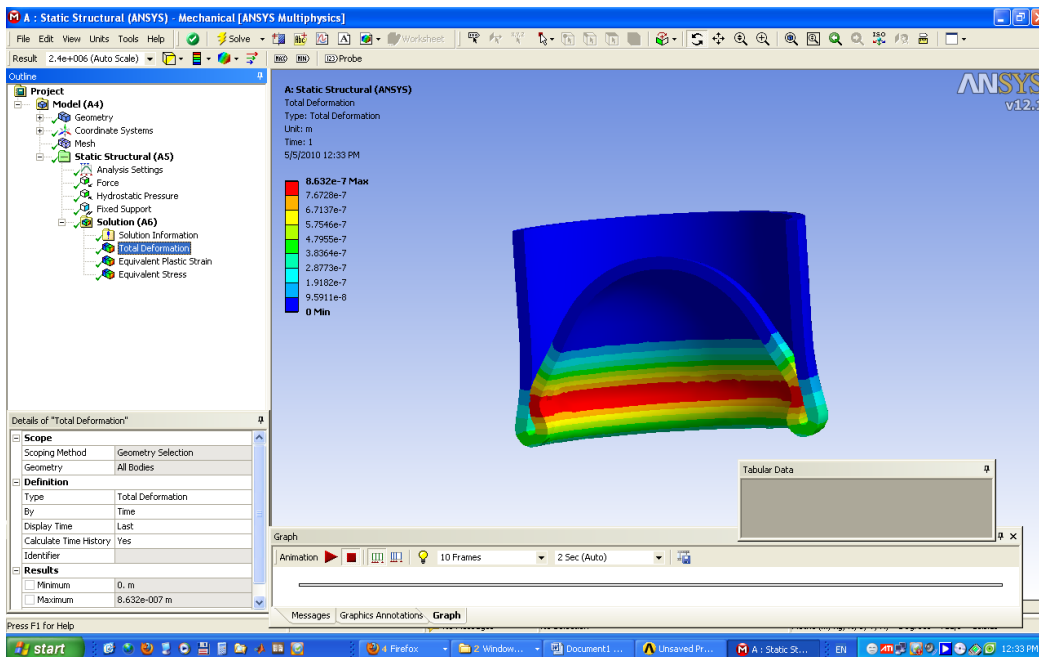 A : Static Structural (ANSYS) - Mechanical [ANSYS Multiphysics]
File Edit View Units Tools Help Solve Worksheet
Result 2.4e+006 (Auto Scale) MAX MIN Probe
Outline
Project
Model (A4)
Geometry
Coordinate Systems
Mesh
Static Structural (A5)
Analysis Settings
Force
Hydrostatic Pressure
Fixed Support
Solution (A6)
Solution Information
Total Deformation
Equivalent Plastic Strain
Equivalent Stress
A: Static Structural (ANSYS)
Total Deformation
Type: Total Deformation
Unit: m
Time: 1
5/5/2010 12:33 PM
8.632e-7 Max
7.6728e-7
6.7137e-7
5.7546e-7
4.7955e-7
3.8364e-7
2.8773e-7
1.9182e-7
9.5911e-8
0 Min
ANSYS
v12.1
Details of "Total Deformation"
Scope
Scoping Method Geometry Selection
Geometry All Bodies
Definition
Type Total Deformation
By Time
Display Time Last
Calculate Time History Yes
Identifier
Results
Minimum 0. m
Maximum 8.632e-007 m
Tabular Data
Graph
Animation 10 Frames 2 Sec (Auto)
Messages Graphics Annotations Graph
Press F1 for Help
start 4 Firefox 2 Window... Document1 ... Unsaved Pr... A : Static St... EN ATI 12:33 PM